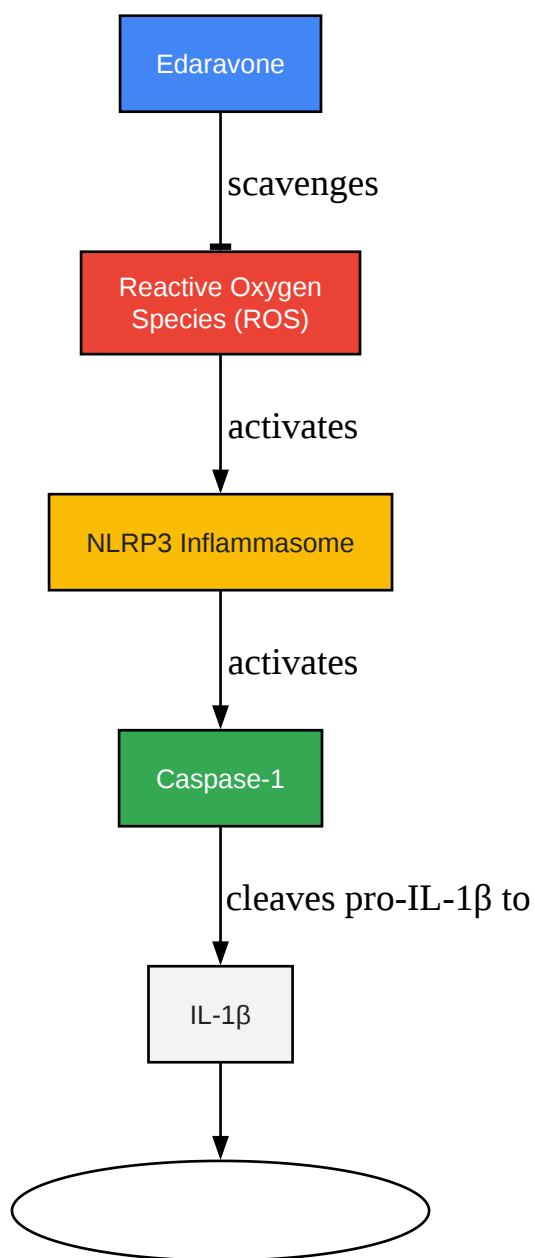 Edaravone
scavenges
Reactive Oxygen
Species (ROS)
activates
NLRP3 Inflammasome
activates
Caspase-1
cleaves pro-IL-1β to
IL-1β